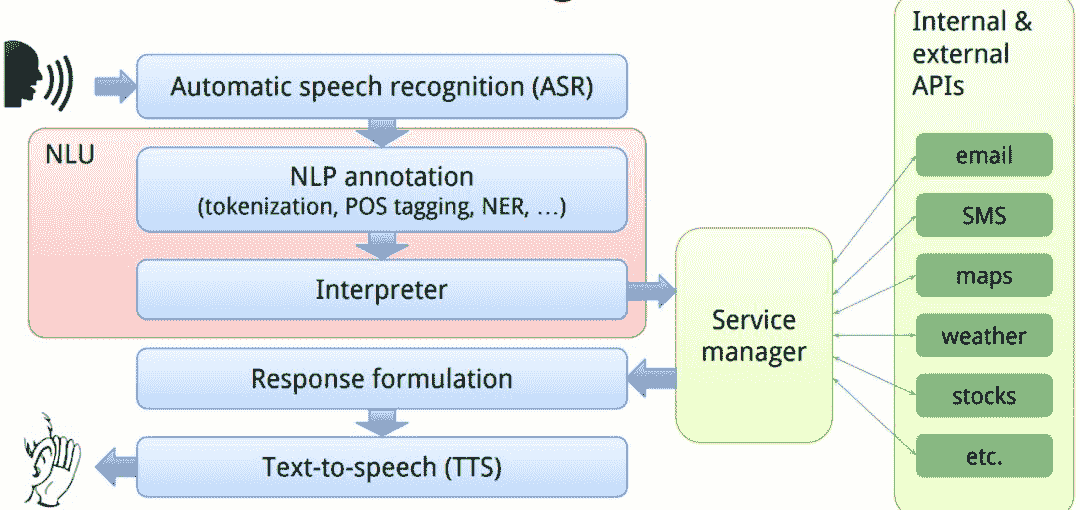 Automatic speech recognition (ASR)
NLU
NLP annotation
(tokenization, POS tagging, NER, …)
Interpreter
Response formulation
Text-to-speech (TTS)
Service
manager
Internal &
external
APIs
email
SMS
maps
weather
stocks
etc.